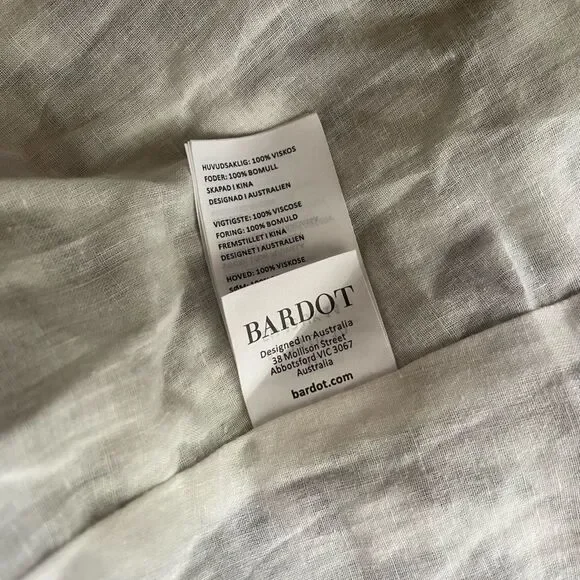 HUVUDSAKLIG: 100% VISKOS
FODER: 100% BOMULL
SKAPAD I KINA
DESIGNAD I AUSTRALIEN
VIGTIGSTE: 100% VISCOSE
FORING: 100% BOMULD
FREMSTILLET I KINA
DESIGNET I AUSTRALIEN
HOVED: 100% VISKOSE
BARDOT
Designed In Australia
38 Mollison Street
Abbotsford VIC 3067
Australia
bardot.com